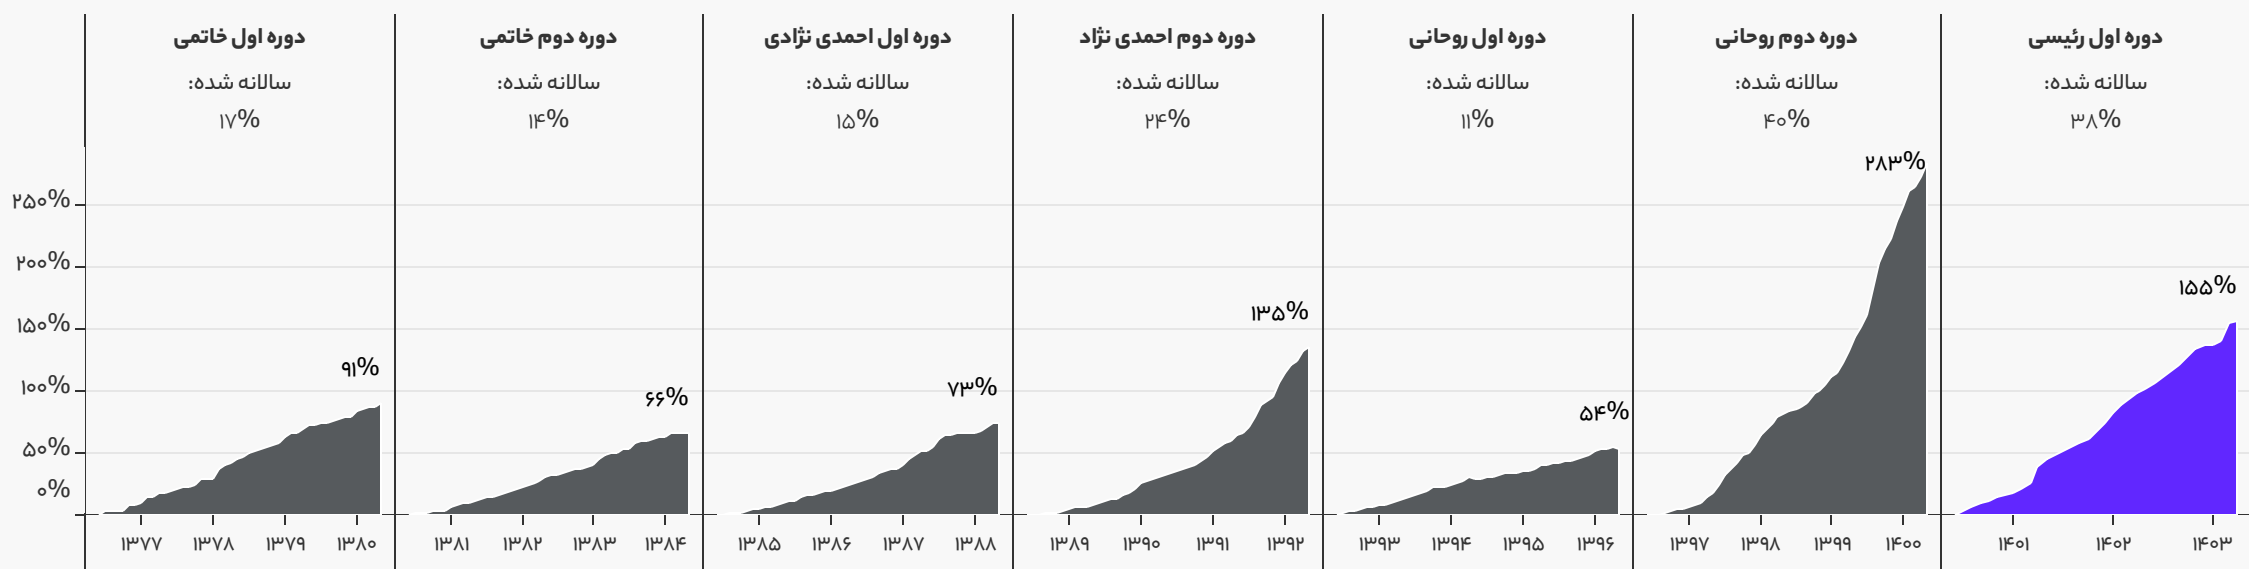 دوره اول خاتمی
سالانه شده:
۱۷%
دوره دوم خاتمی
سالانه شده:
۱۴%
دوره اول احمدی نژادی
سالانه شده:
۱۵%
دوره دوم احمدی نژاد
سالانه شده:
۲۴%
دوره اول روحانی
سالانه شده:
۱۱%
دوره دوم روحانی
سالانه شده:
۴۰%
دوره اول رئیسی
سالانه شده:
۳۸%
۲۵۰%
۲۰۰%
۱۵۰%
۱۰۰%
۵۰%
۰%
۹۱%
۶۶%
۷۳%
۱۳۵%
۵۴%
۲۸۳%
۱۵۵%
۱۳۷۷ ۱۳۷۸ ۱۳۷۹ ۱۳۸۰ ۱۳۸۱ ۱۳۸۲ ۱۳۸۳ ۱۳۸۴ ۱۳۸۵ ۱۳۸۶ ۱۳۸۷ ۱۳۸۸ ۱۳۸۹ ۱۳۹۰ ۱۳۹۱ ۱۳۹۲ ۱۳۹۳ ۱۳۹۴ ۱۳۹۵ ۱۳۹۶ ۱۳۹۷ ۱۳۹۸ ۱۳۹۹ ۱۴۰۰ ۱۴۰۱ ۱۴۰۲ ۱۴۰۳